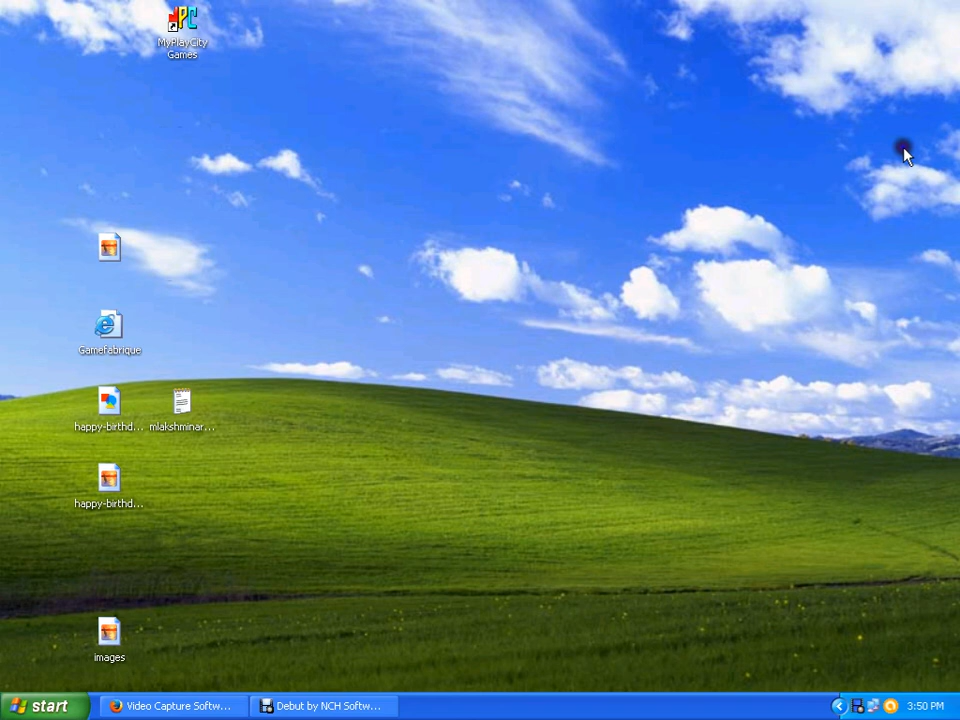 MyPlayCity
Games
Gamefabrique
happy-birthd...
mlakshminar...
happy-birthd...
images
start
Video Capture Softw...
Debut by NCH Softw...
3:50 PM